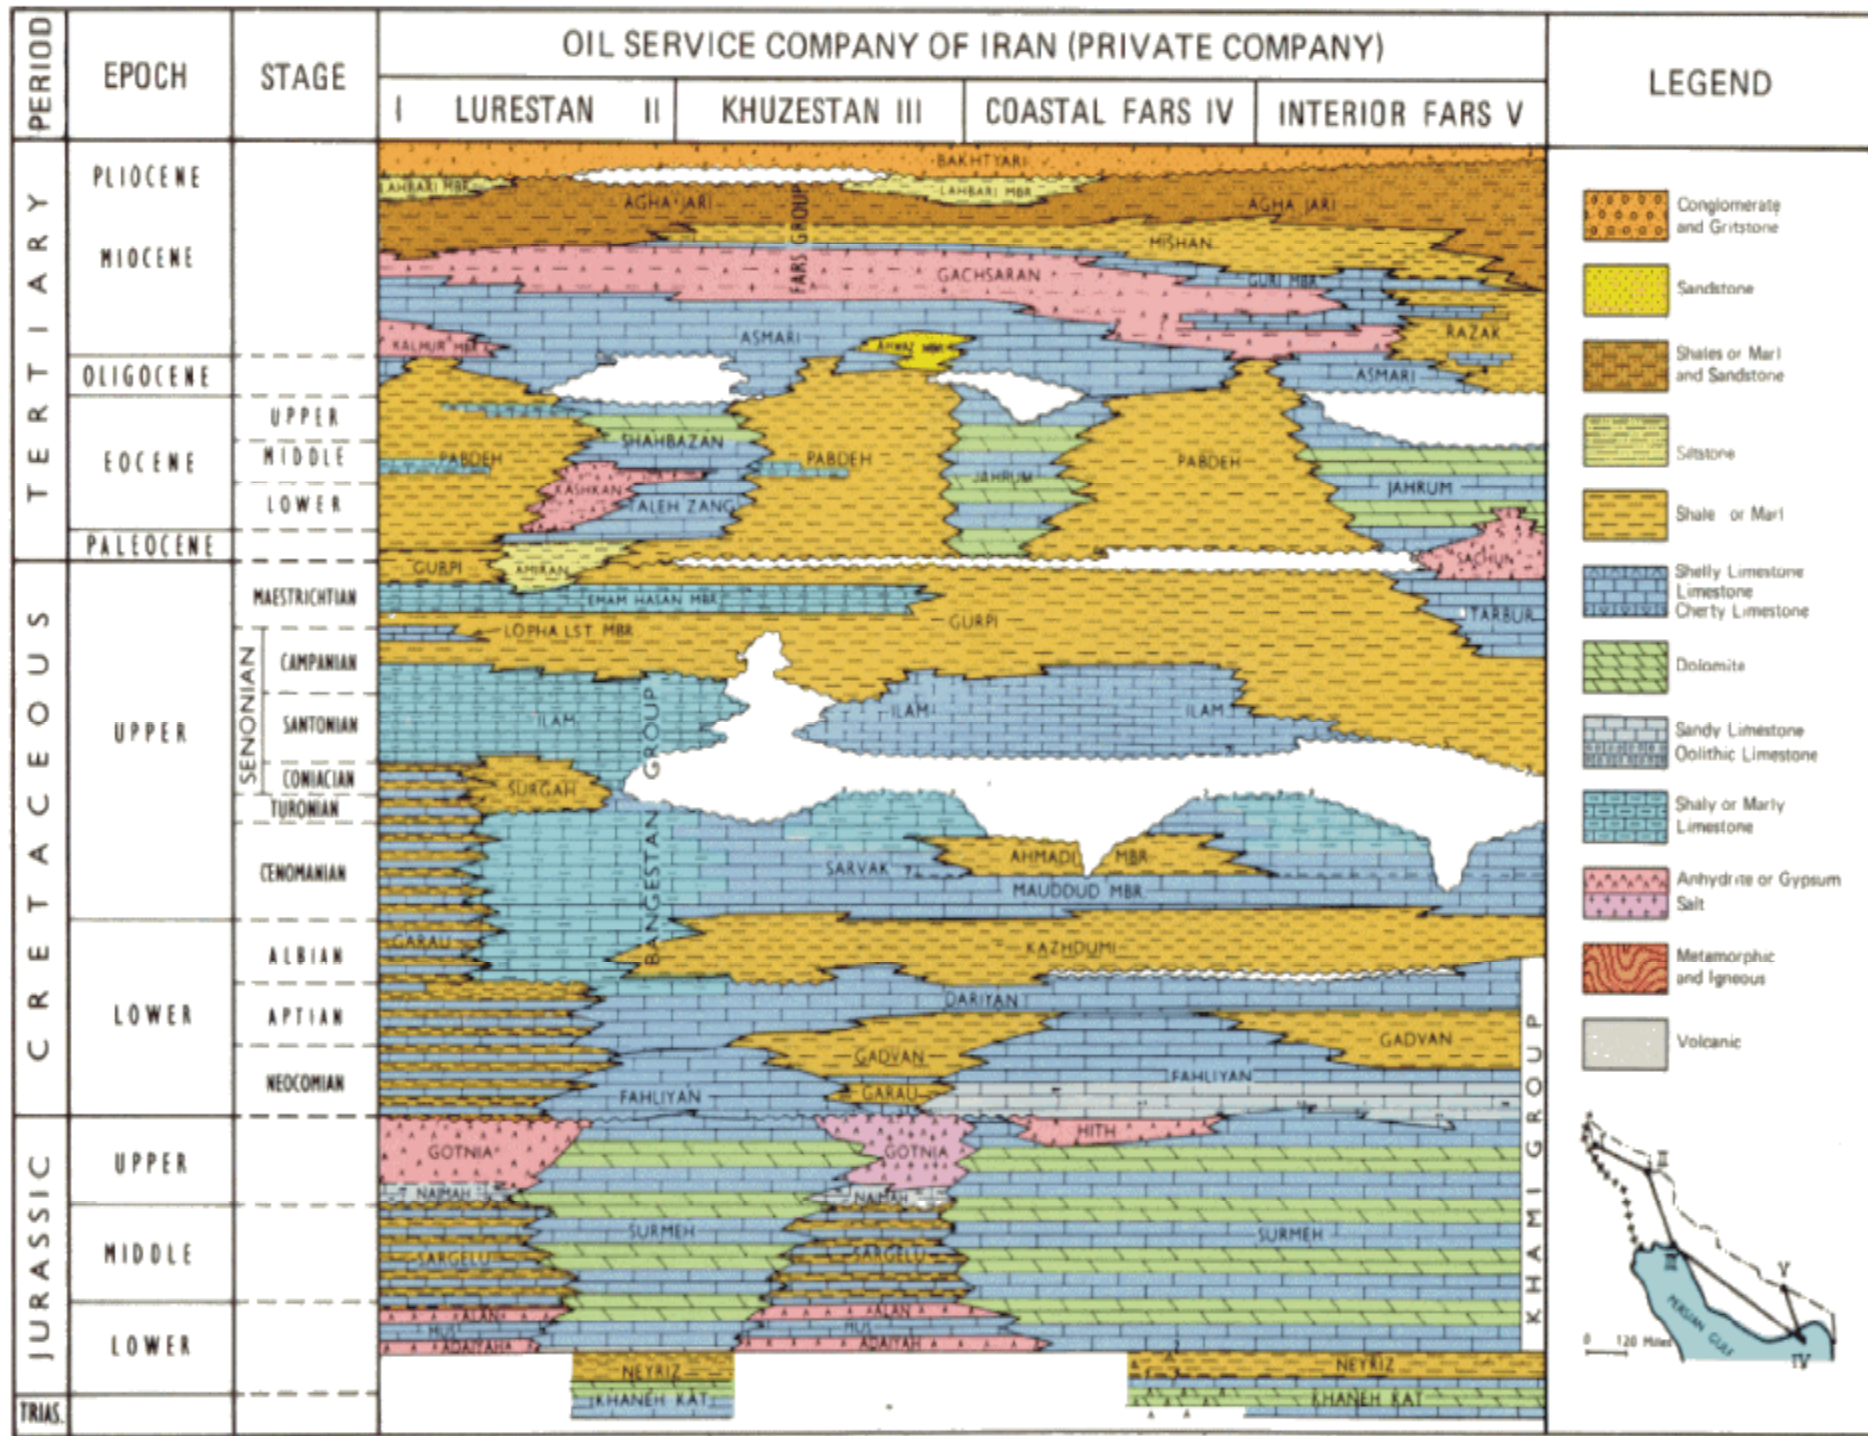 OIL SERVICE COMPANY OF IRAN (PRIVATE COMPANY)
PERIOD
EPOCH
STAGE
I LURESTAN II
KHUZESTAN III
COASTAL FARS IV
INTERIOR FARS V
LEGEND
TERTIARY
CRETACEOUS
JURASSIC
TRIAS.
PLIOCENE
MIOCENE
OLIGOCENE
EOCENE
PALEOCENE
UPPER
LOWER
UPPER
MIDDLE
LOWER
UPPER
MIDDLE
LOWER
MAESTRICHTIAN
SENONIAN
CAMPANIAN
SANTONIAN
CONIACIAN
TURONIAN
CENOMANIAN
ALBIAN
APTIAN
NEOCOMIAN
BAKHTYARI
LAHBARI MBR
LAHBARI MBR
AGHA JARI
AGHA JARI
FARS GROUP
MISHAN
GACHSARAN
GURI MBR
KALHUR MBR
ASMARI
AHWAZ MBR
RAZAK
ASMARI
SHAHBAZAN
PABDEH
PABDEH
PABDEH
KASHKAN
JAHRUM
JAHRUM
TALEH ZANG
SACHUN
GURPI
AMIRAN
EMAM HASAN MBR
TARBUR
GURPI
LOPHA LST MBR
ILAM
ILAM
ILAM
SURGAH
BANGESTAN GROUP
SARVAK ?
AHMADI MBR
MAUDDUD MBR
GARAU
KAZHDUMI
DARIYAN
GADVAN
GADVAN
FAHLIYAN
GARAU
FAHLIYAN
KHAMI GROUP
GOTNIA
GOTNIA
HITH
NAJMAH
NAJMAH
SURMEH
SURMEH
SARGELU
SARGELU
ALAN
ALAN
MUS
MUS
ADAIYAH
ADAIYAH
NEYRIZ
NEYRIZ
KHANEH KAT
KHANEH KAT
Conglomerate
and Gritstone
Sandstone
Shales or Marl
and Sandstone
Siltstone
Shale or Marl
Shelly Limestone
Limestone
Cherty Limestone
Dolomite
Sandy Limestone
Oolithic Limestone
Shaly or Marly
Limestone
Anhydrite or Gypsum
Salt
Metamorphic
and Igneous
Volcanic
II
III
V
IV
PERSIAN GULF
0 120 Miles